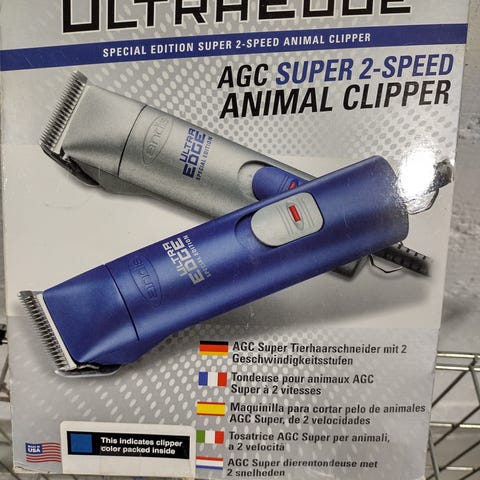 ULTRAEDGE
SPECIAL EDITION SUPER 2-SPEED ANIMAL CLIPPER
AGC SUPER 2-SPEED
ANIMAL CLIPPER
andis
ULTRA
EDGE
SPECIAL EDITION
andis
ULTRA
EDGE
SPECIAL EDITION
AGC Super Tierhaarschneider mit 2
Geschwindigkeitsstufen
Tondeuse pour animaux AGC
Super à 2 vitesses
Maquinilla para cortar pelo de animales
AGC Super, de 2 velocidades
Tosatrice AGC Super per animali,
a 2 velocità
AGC Super dierentondeuse met
2 snelheden
MADE IN
USA
This indicates clipper
color packed inside